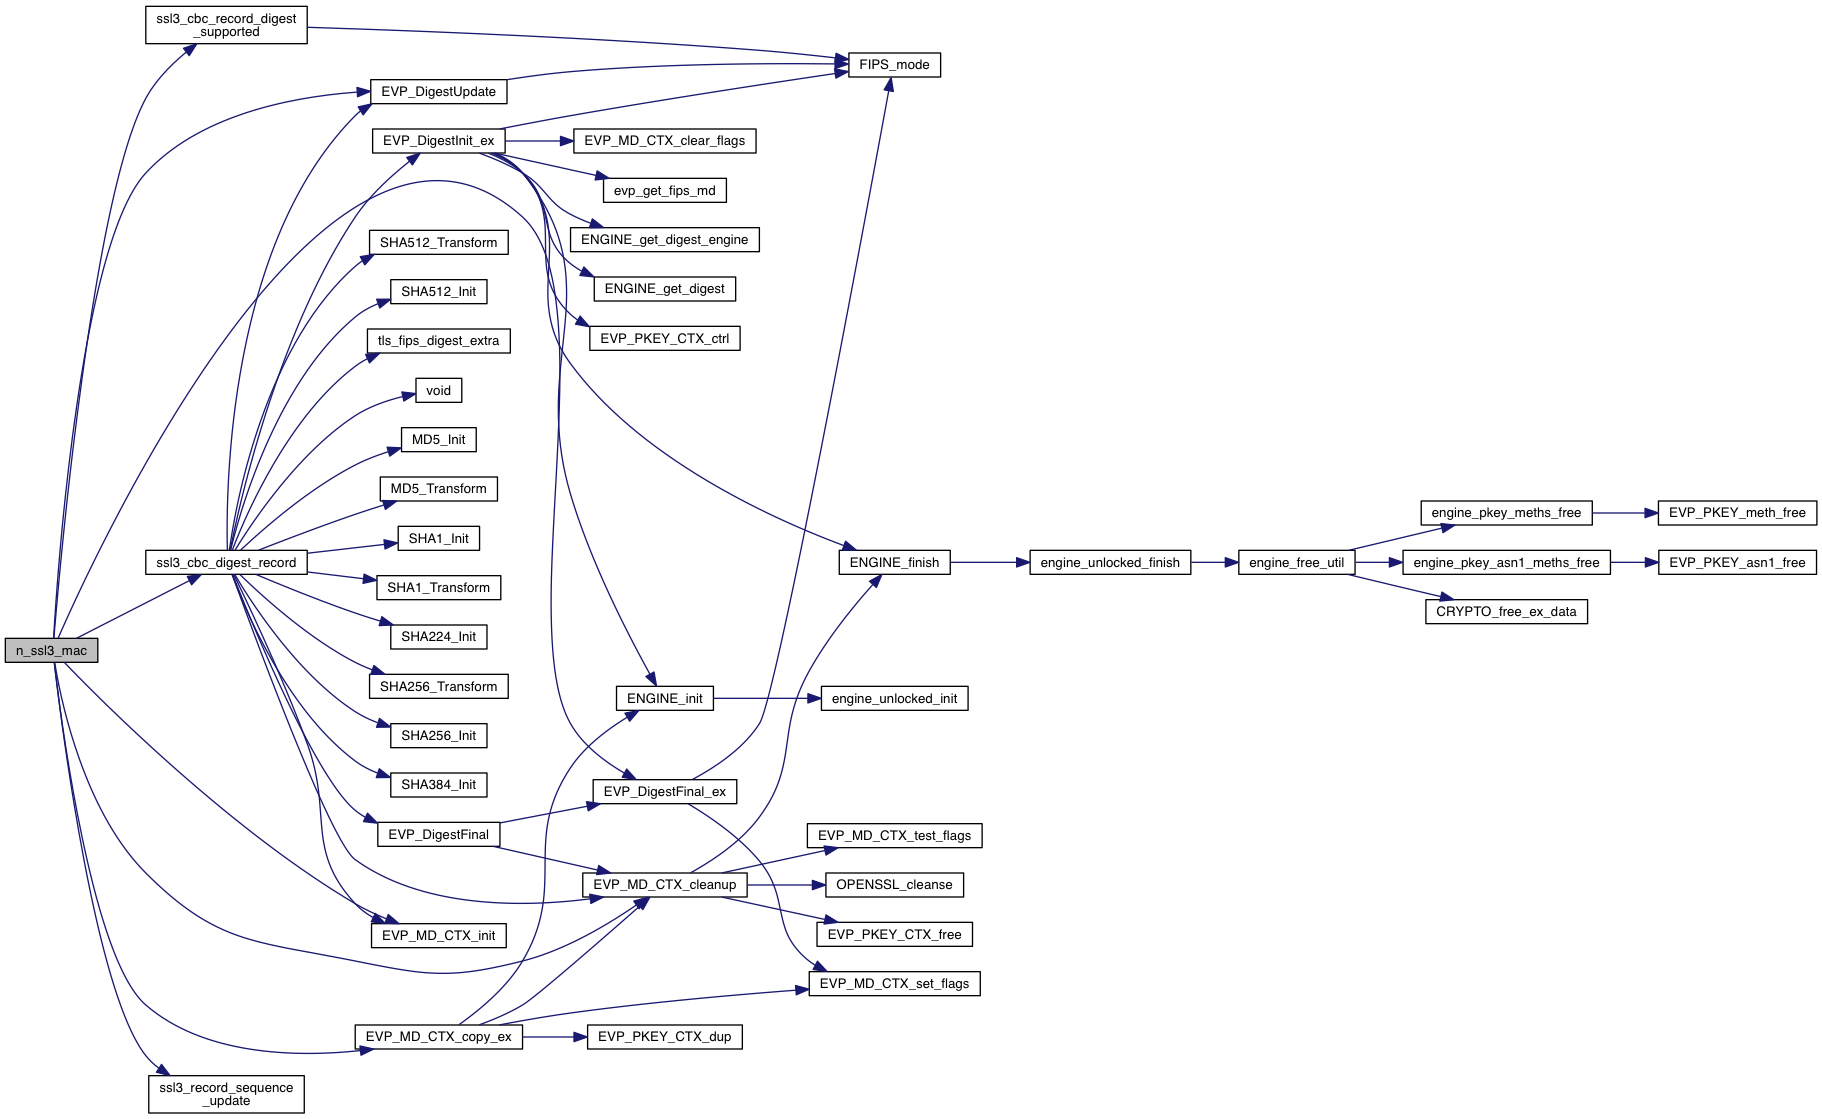 ssl3_cbc_record_digest
_supported
FIPS_mode
EVP_DigestUpdate
EVP_DigestInit_ex
EVP_MD_CTX_clear_flags
evp_get_fips_md
SHA512_Transform
ENGINE_get_digest_engine
SHA512_Init
ENGINE_get_digest
tls_fips_digest_extra
EVP_PKEY_CTX_ctrl
void
MD5_Init
MD5_Transform
engine_pkey_meths_free
EVP_PKEY_meth_free
SHA1_Init
ssl3_cbc_digest_record
ENGINE_finish
engine_unlocked_finish
engine_free_util
engine_pkey_asn1_meths_free
EVP_PKEY_asn1_free
SHA1_Transform
CRYPTO_free_ex_data
SHA224_Init
n_ssl3_mac
SHA256_Transform
ENGINE_init
engine_unlocked_init
SHA256_Init
SHA384_Init
EVP_DigestFinal_ex
EVP_DigestFinal
EVP_MD_CTX_test_flags
EVP_MD_CTX_cleanup
OPENSSL_cleanse
EVP_MD_CTX_init
EVP_PKEY_CTX_free
EVP_MD_CTX_set_flags
EVP_MD_CTX_copy_ex
EVP_PKEY_CTX_dup
ssl3_record_sequence
_update